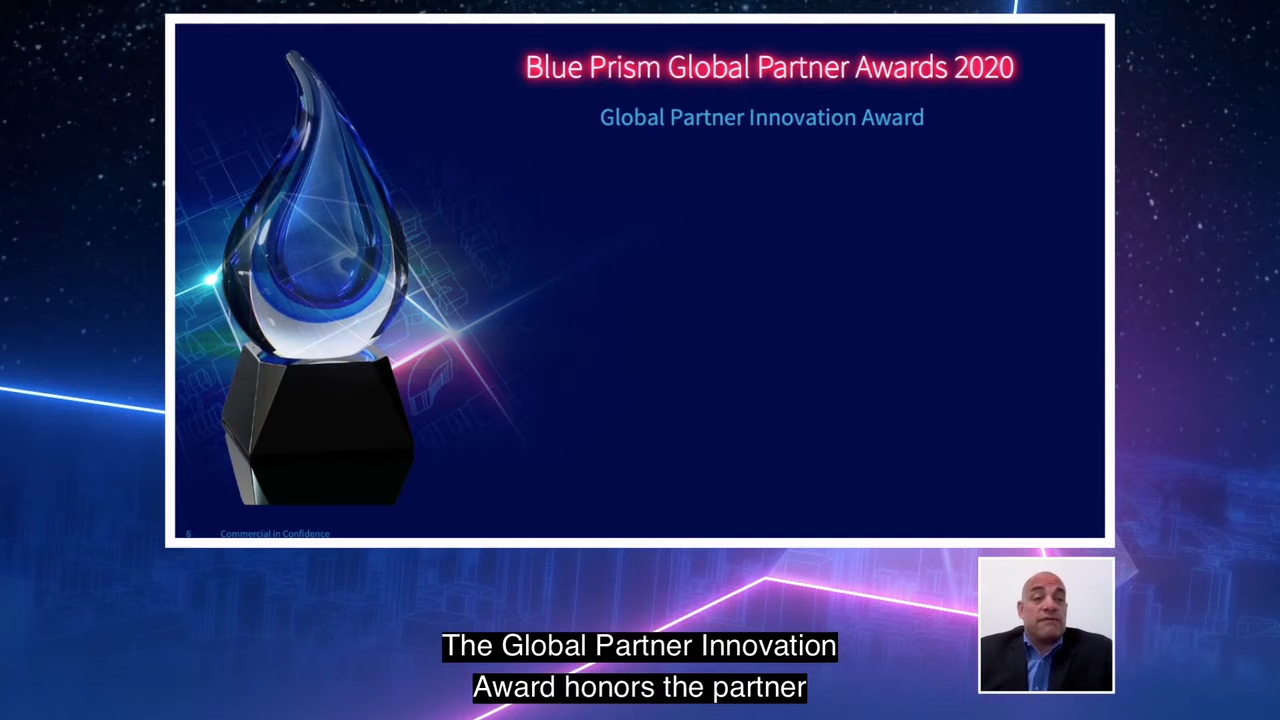 Blue Prism Global Partner Awards 2020
Global Partner Innovation Award
6 Commercial in Confidence
The Global Partner Innovation
Award honors the partner